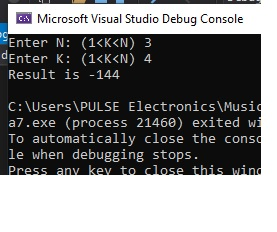 Microsoft Visual Studio Debug Console
Enter N: (1<K<N) 3
Enter K: (1<K<N) 4
Result is -144
C:\Users\PULSE Electronics\Music
a7.exe (process 21460) exited wi
To automatically close the conso
le when debugging stops.
Press any key to close this wind